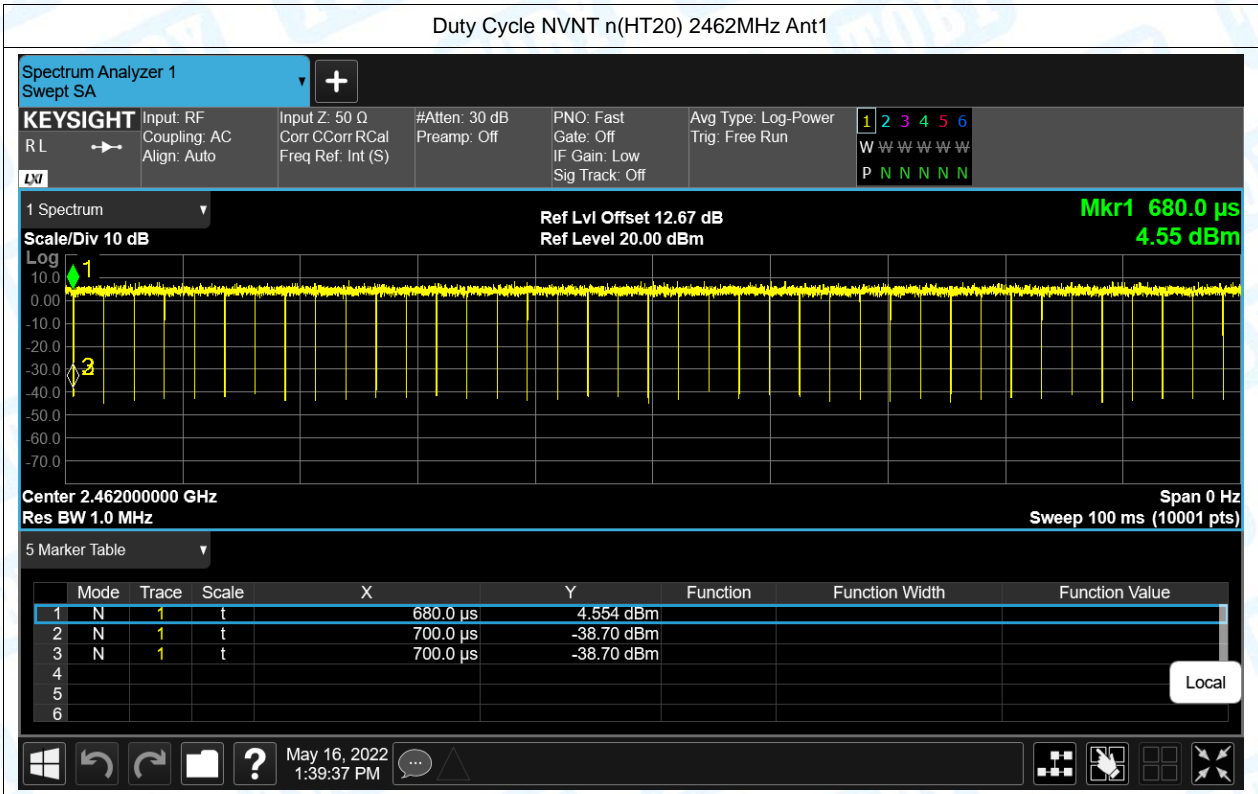 Duty Cycle NVNT n(HT20) 2462MHz Ant1
Spectrum Analyzer 1
Swept SA
KEYSIGHT
RL
LXI
Input: RF
Coupling: AC
Align: Auto
Input Z: 50 Ω
Corr CCorr RCal
Freq Ref: Int (S)
#Atten: 30 dB
Preamp: Off
PNO: Fast
Gate: Off
IF Gain: Low
Sig Track: Off
Avg Type: Log-Power
Trig: Free Run
1 2 3 4 5 6
W W W W W W
P N N N N N
1 Spectrum
Scale/Div 10 dB
Ref Lvl Offset 12.67 dB
Ref Level 20.00 dBm
Mkr1 680.0 µs
4.55 dBm
Log
10.0
0.00
-10.0
-20.0
-30.0
-40.0
-50.0
-60.0
-70.0
1
Center 2.462000000 GHz
Res BW 1.0 MHz
Span 0 Hz
Sweep 100 ms (10001 pts)
5 Marker Table
Mode Trace Scale X Y Function Function Width Function Value
1 N 1 t 680.0 µs 4.554 dBm
2 N 1 t 700.0 µs -38.70 dBm
3 N 1 t 700.0 µs -38.70 dBm
4
5
6
Local
May 16, 2022
1:39:37 PM